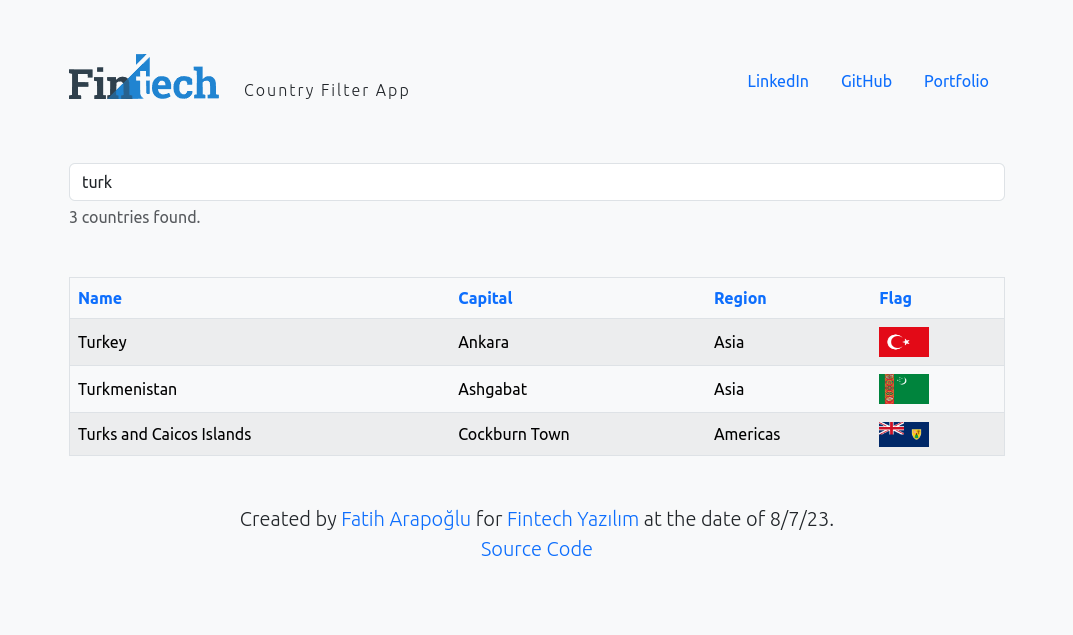 Fintech Country Filter App LinkedIn GitHub Portfolio
turk
3 countries found.
Name Capital Region Flag
Turkey Ankara Asia
Turkmenistan Ashgabat Asia
Turks and Caicos Islands Cockburn Town Americas
Created by Fatih Arapoğlu for Fintech Yazılım at the date of 8/7/23.
Source Code